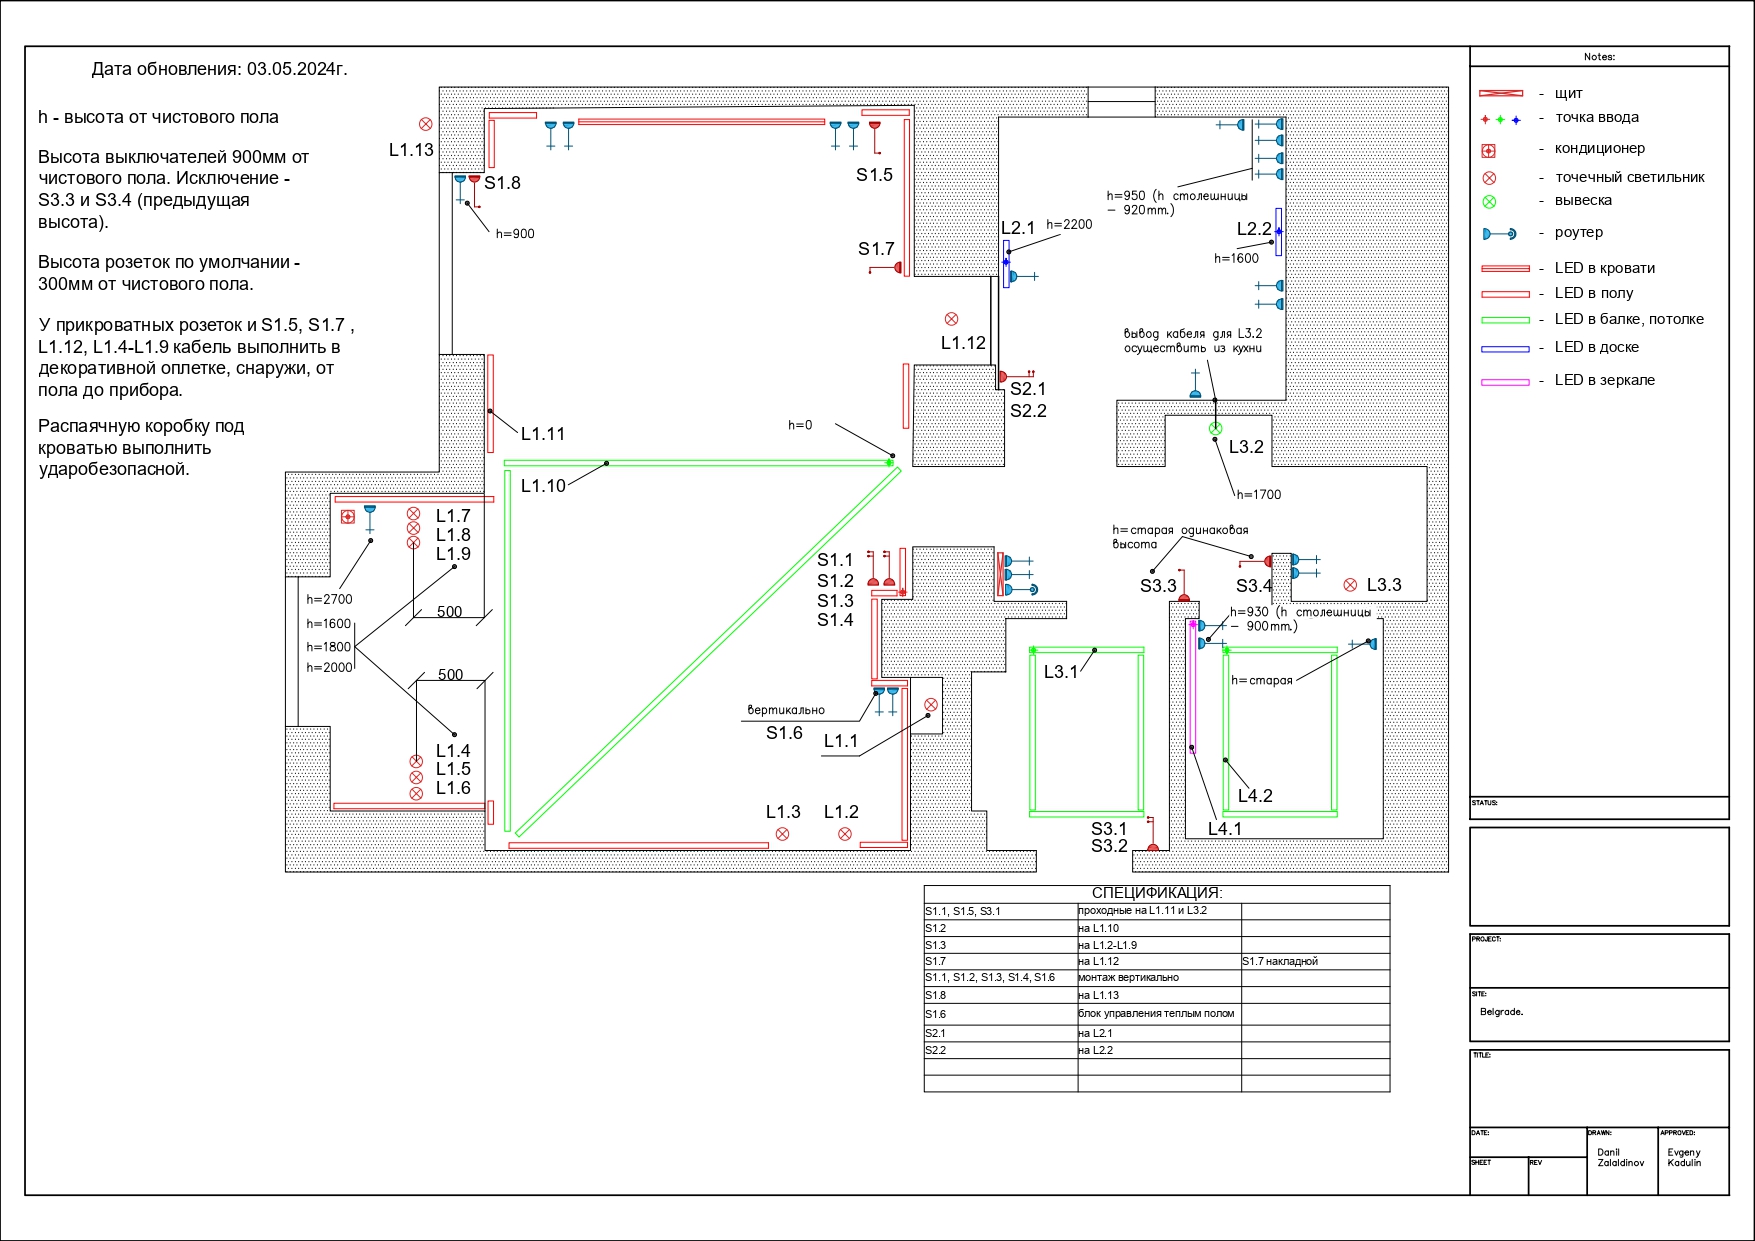 Дата обновления: 03.05.2024г.
h - высота от чистового пола
Высота выключателей 900мм от
чистового пола. Исключение -
S3.3 и S3.4 (предыдущая
высота).
Высота розеток по умолчании -
300мм от чистового пола.
У прикроватных розеток и S1.5, S1.7 ,
L1.12, L1.4-L1.9 кабель выполнить в
декоративной оплетке, снаружи, от
пола до прибора.
Распаячную коробку под
кроватью выполнить
ударобезопасной.
L1.13
S1.8
h=900
S1.5
S1.7
L1.12
L2.1
h=2200
h=950 (h столешницы
- 920mm.)
L2.2
h=1600
вывод кабеля для L3.2
осуществить из кухни
S2.1
S2.2
L3.2
h=1700
h=0
L1.11
L1.10
L1.7
L1.8
L1.9
h=2700
h=1600
h=1800
h=2000
500
500
L1.4
L1.5
L1.6
S1.1
S1.2
S1.3
S1.4
h=старая одинаковая
высота
S3.3
S3.4
L3.3
h=930 (h столешницы
- 900mm.)
h=старая
L3.1
вертикально
S1.6
L1.1
L1.3
L1.2
S3.1
S3.2
L4.2
L4.1
СПЕЦИФИКАЦИЯ:
S1.1, S1.5, S3.1 проходные на L1.11 и L3.2
S1.2 на L1.10
S1.3 на L1.2-L1.9
S1.7 на L1.12 S1.7 накладной
S1.1, S1.2, S1.3, S1.4, S1.6 монтаж вертикально
S1.8 на L1.13
S1.6 блок управления теплым полом
S2.1 на L2.1
S2.2 на L2.2
Notes:
- щит
- точка ввода
- кондиционер
- точечный светильник
- вывеска
- роутер
- LED в кровати
- LED в полу
- LED в балке, потолке
- LED в доске
- LED в зеркале
STATUS:
PROJECT:
SITE:
Belgrade.
TITLE:
DATE:
DRAWN:
APPROVED:
Danil
Zalaldinov
Evgeny
Kadulin
SHEET
REV